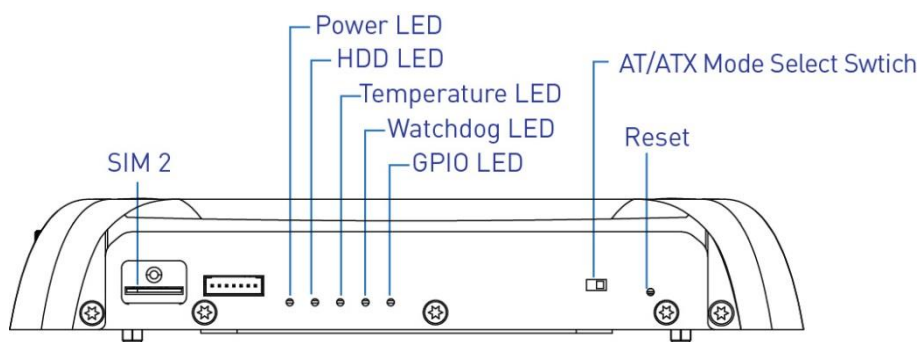 Power LED
HDD LED
AT/ATX Mode Select Swtich
Temperature LED
Watchdog LED
Reset
SIM 2
GPIO LED